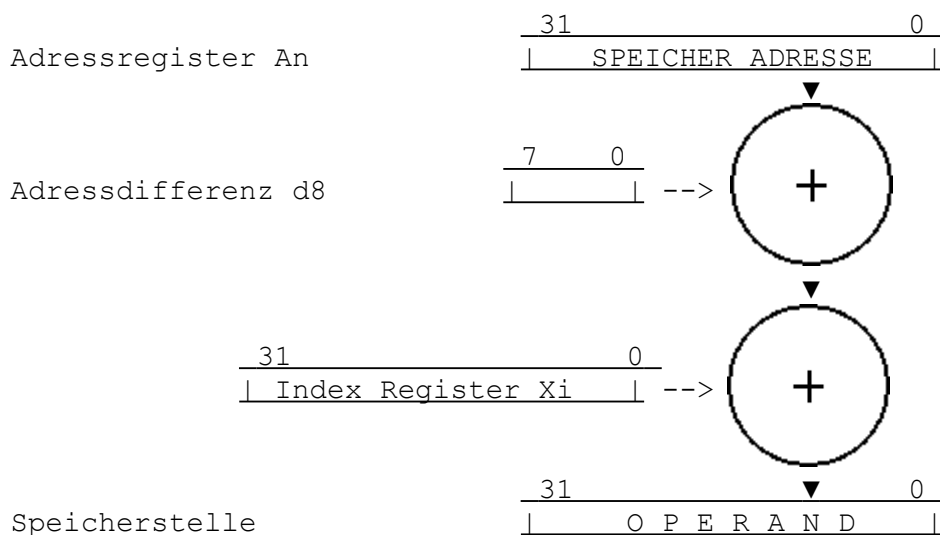 31 0
Adressregister An | SPEICHER ADRESSE |
7 0
Adressdifferenz d8 | | --> +
31 0
| Index Register Xi | --> +
31 0
Speicherstelle | O P E R A N D |